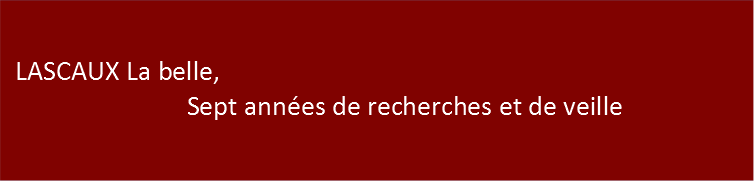 LASCAUX La belle,
Sept années de recherches et de veille